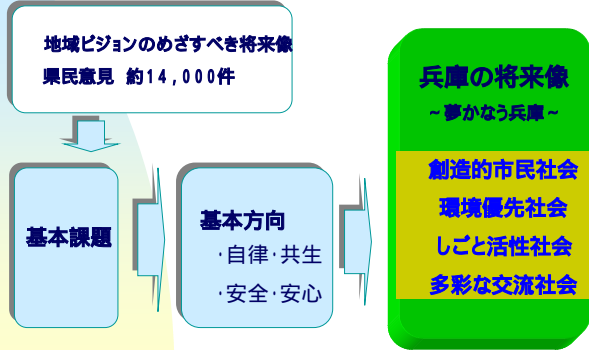 地域ビジョンのめざすべき将来像
県民意見 約14,000件
基本課題
基本方向
・自律・共生
・安全・安心
兵庫の将来像
~夢かなう兵庫~
創造的市民社会
環境優先社会
しごと活性社会
多彩な交流社会